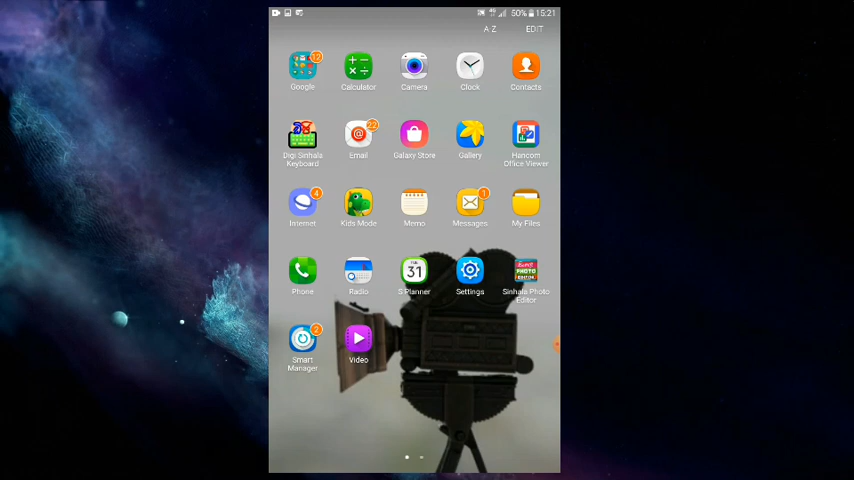 50% 15:21
A-Z EDIT
12
Google Calculator Camera Clock Contacts
22
Digi Sinhala Keyboard Email Galaxy Store Gallery Hancom Office Viewer
4 1
Internet Kids Mode Memo Messages My Files
31
Phone Radio S Planner Settings Sinhala Photo Editor
2
Smart Manager Video